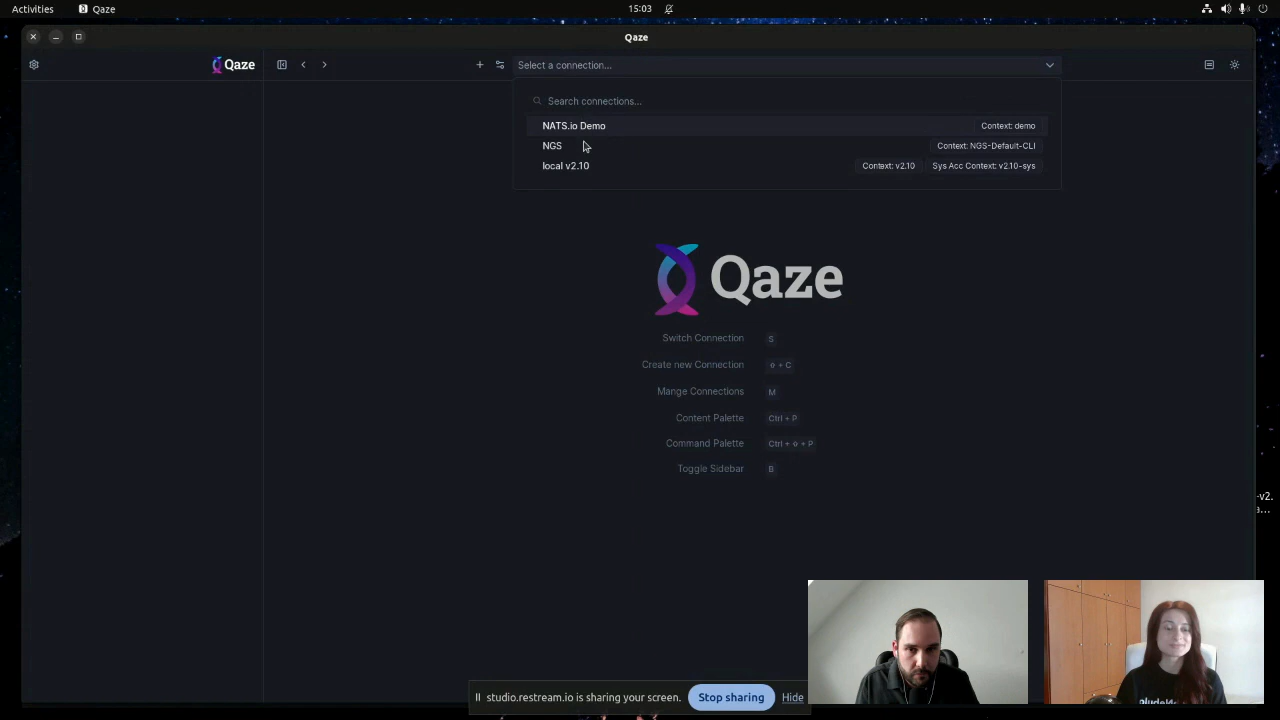 Activities Qaze 15:03
Qaze
Qaze Select a connection...
Search connections...
NATS.io Demo Context: demo
NGS Context: NGS-Default-CLI
local v2.10 Context: v2.10 Sys Acc Context: v2.10-sys
Qaze
Switch Connection S
Create new Connection ⇧ + C
Mange Connections M
Content Palette Ctrl + P
Command Palette Ctrl + ⇧ + P
Toggle Sidebar B
-v2.
a...
studio.restream.io is sharing your screen. Stop sharing Hide